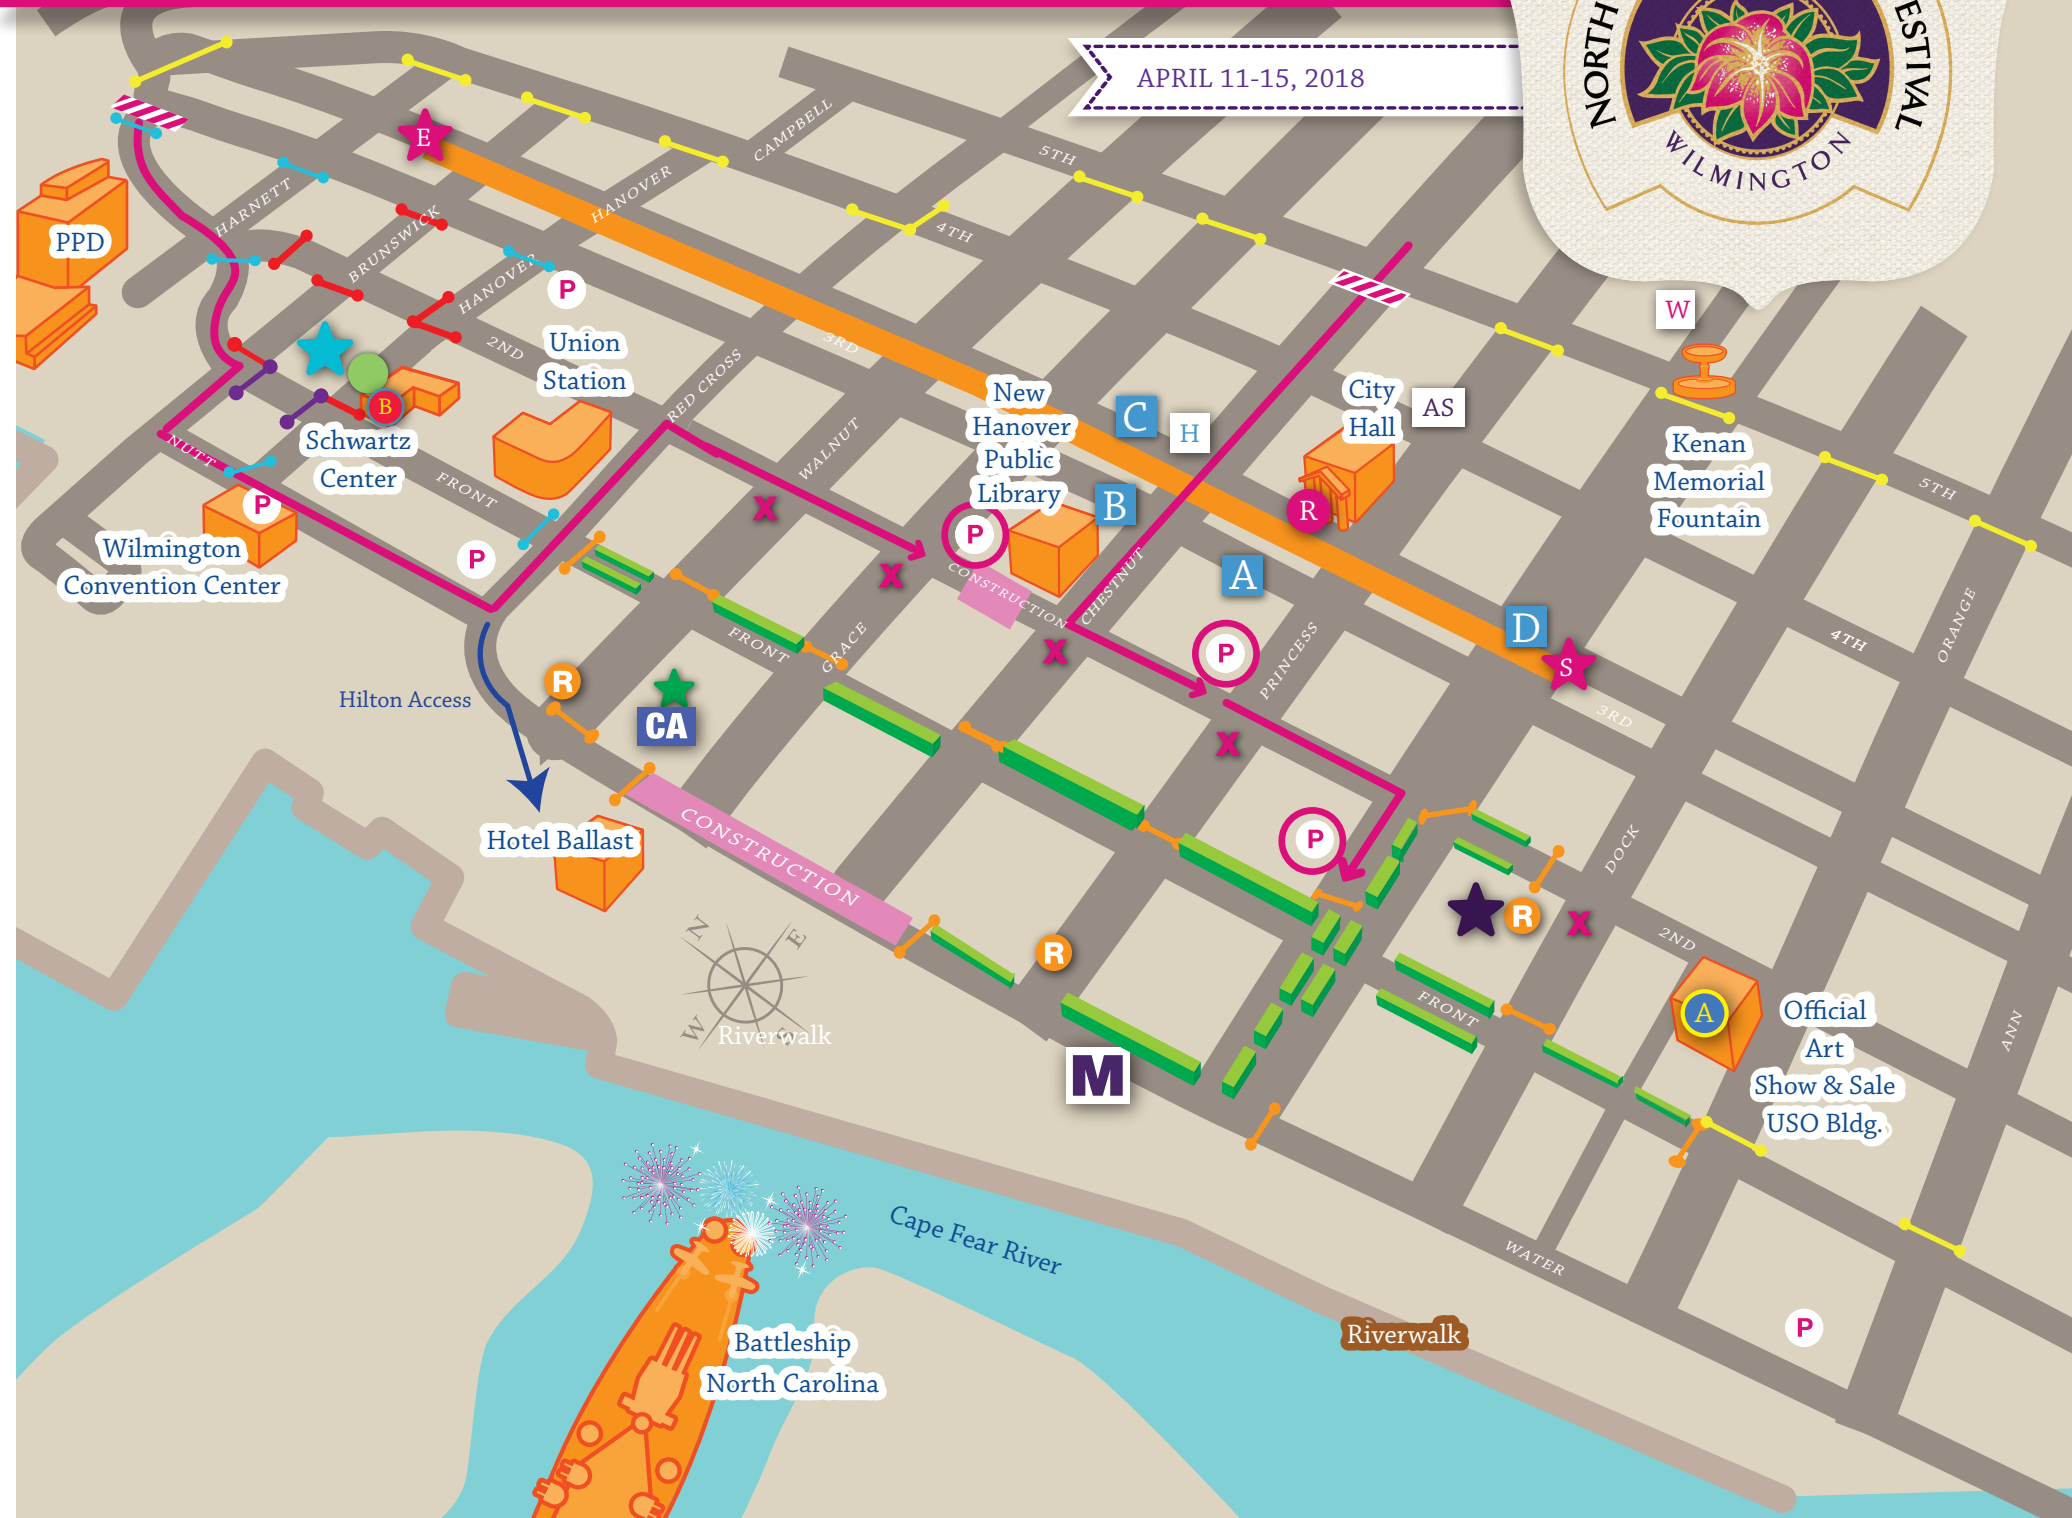 NORTH
ESTIVAL
WILMINGTON
APRIL 11-15, 2018
CAMPBELL
5TH
E
HARNETT
HANOVER
4TH
PPD
BRUNSWICK
HANOVER
P
W
2ND
Union
Station
3RD
RED CROSS
New
Hanover
Public
Library
C
H
City
Hall
AS
B
Schwartz
Center
NUTT
FRONT
WALNUT
X
Kenan
Memorial
Fountain
5TH
P
Wilmington
Convention Center
P
P
B
R
X
CONSTRUCTION
CHESTNUT
A
D
S
FRONT
GRACE
X
P
PRINCESS
ORANGE
4TH
Hilton Access
R
CA
X
3RD
CONSTRUCTION
Hotel Ballast
P
DOCK
R
X
2ND
N
E
W
S
Riverwalk
R
FRONT
A
Official
Art
Show & Sale
USO Bldg.
ANN
M
Cape Fear River
WATER
Battleship
North Carolina
Riverwalk
P